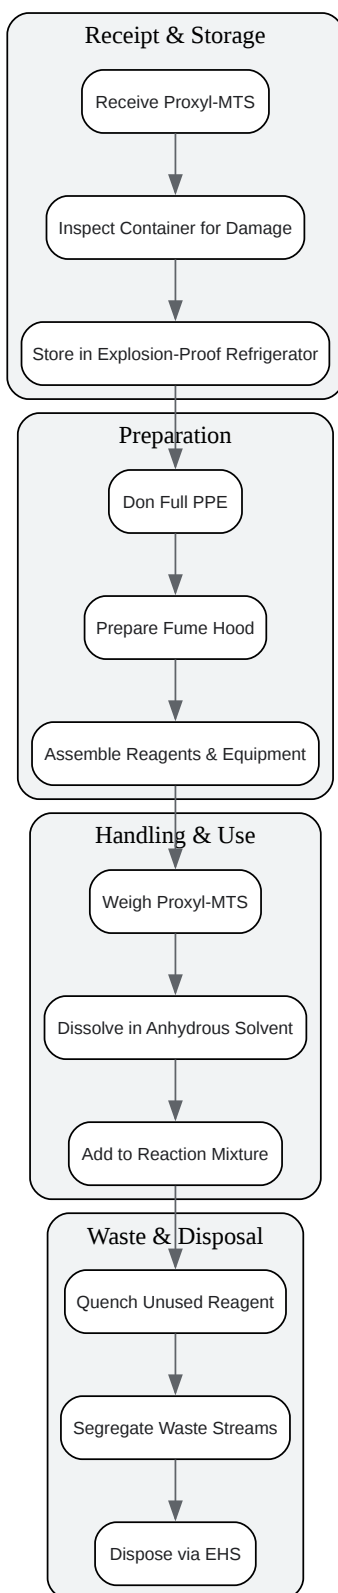 Receipt & Storage
Receive Proxyl-MTS
Inspect Container for Damage
Store in Explosion-Proof Refrigerator
Preparation
Don Full PPE
Prepare Fume Hood
Assemble Reagents & Equipment
Handling & Use
Weigh Proxyl-MTS
Dissolve in Anhydrous Solvent
Add to Reaction Mixture
Waste & Disposal
Quench Unused Reagent
Segregate Waste Streams
Dispose via EHS